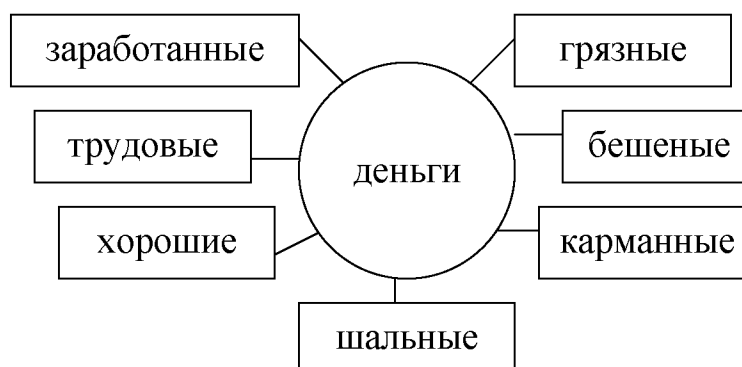 заработанные
грязные
трудовые
бешеные
деньги
хорошие
карманные
шальные